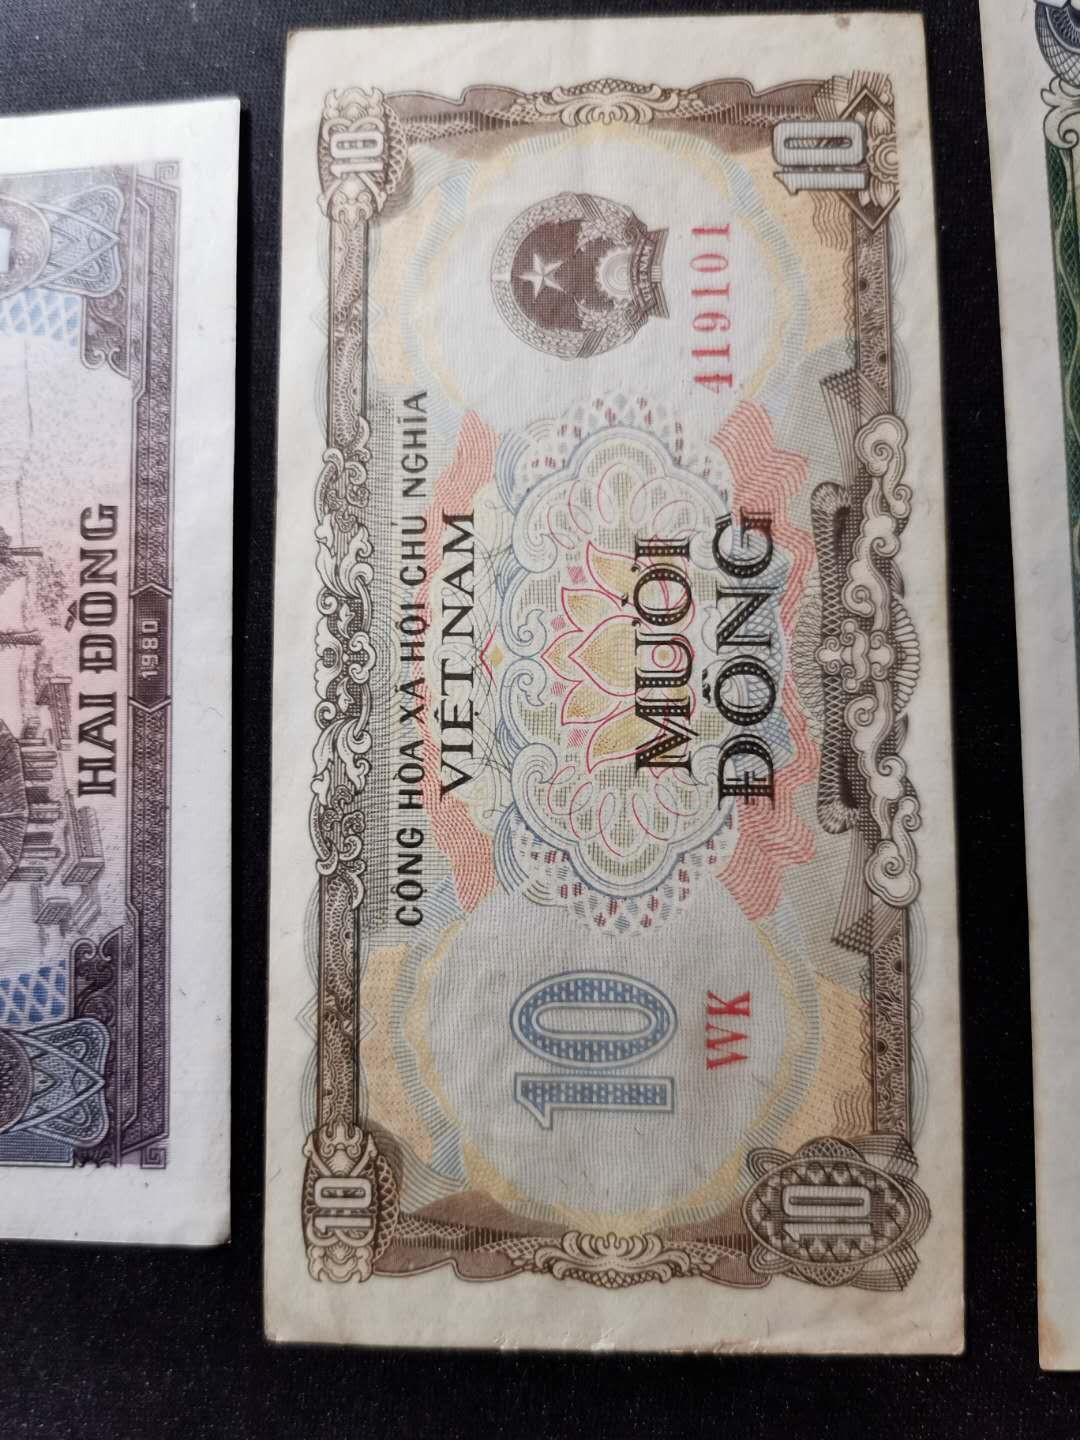 HAI ĐỒNG
1980
10
10
CỘNG HÒA XÃ HỘI CHỦ NGHĨA
VIỆT NAM
10
MƯỜI
ĐỒNG
WK
419101
10
10